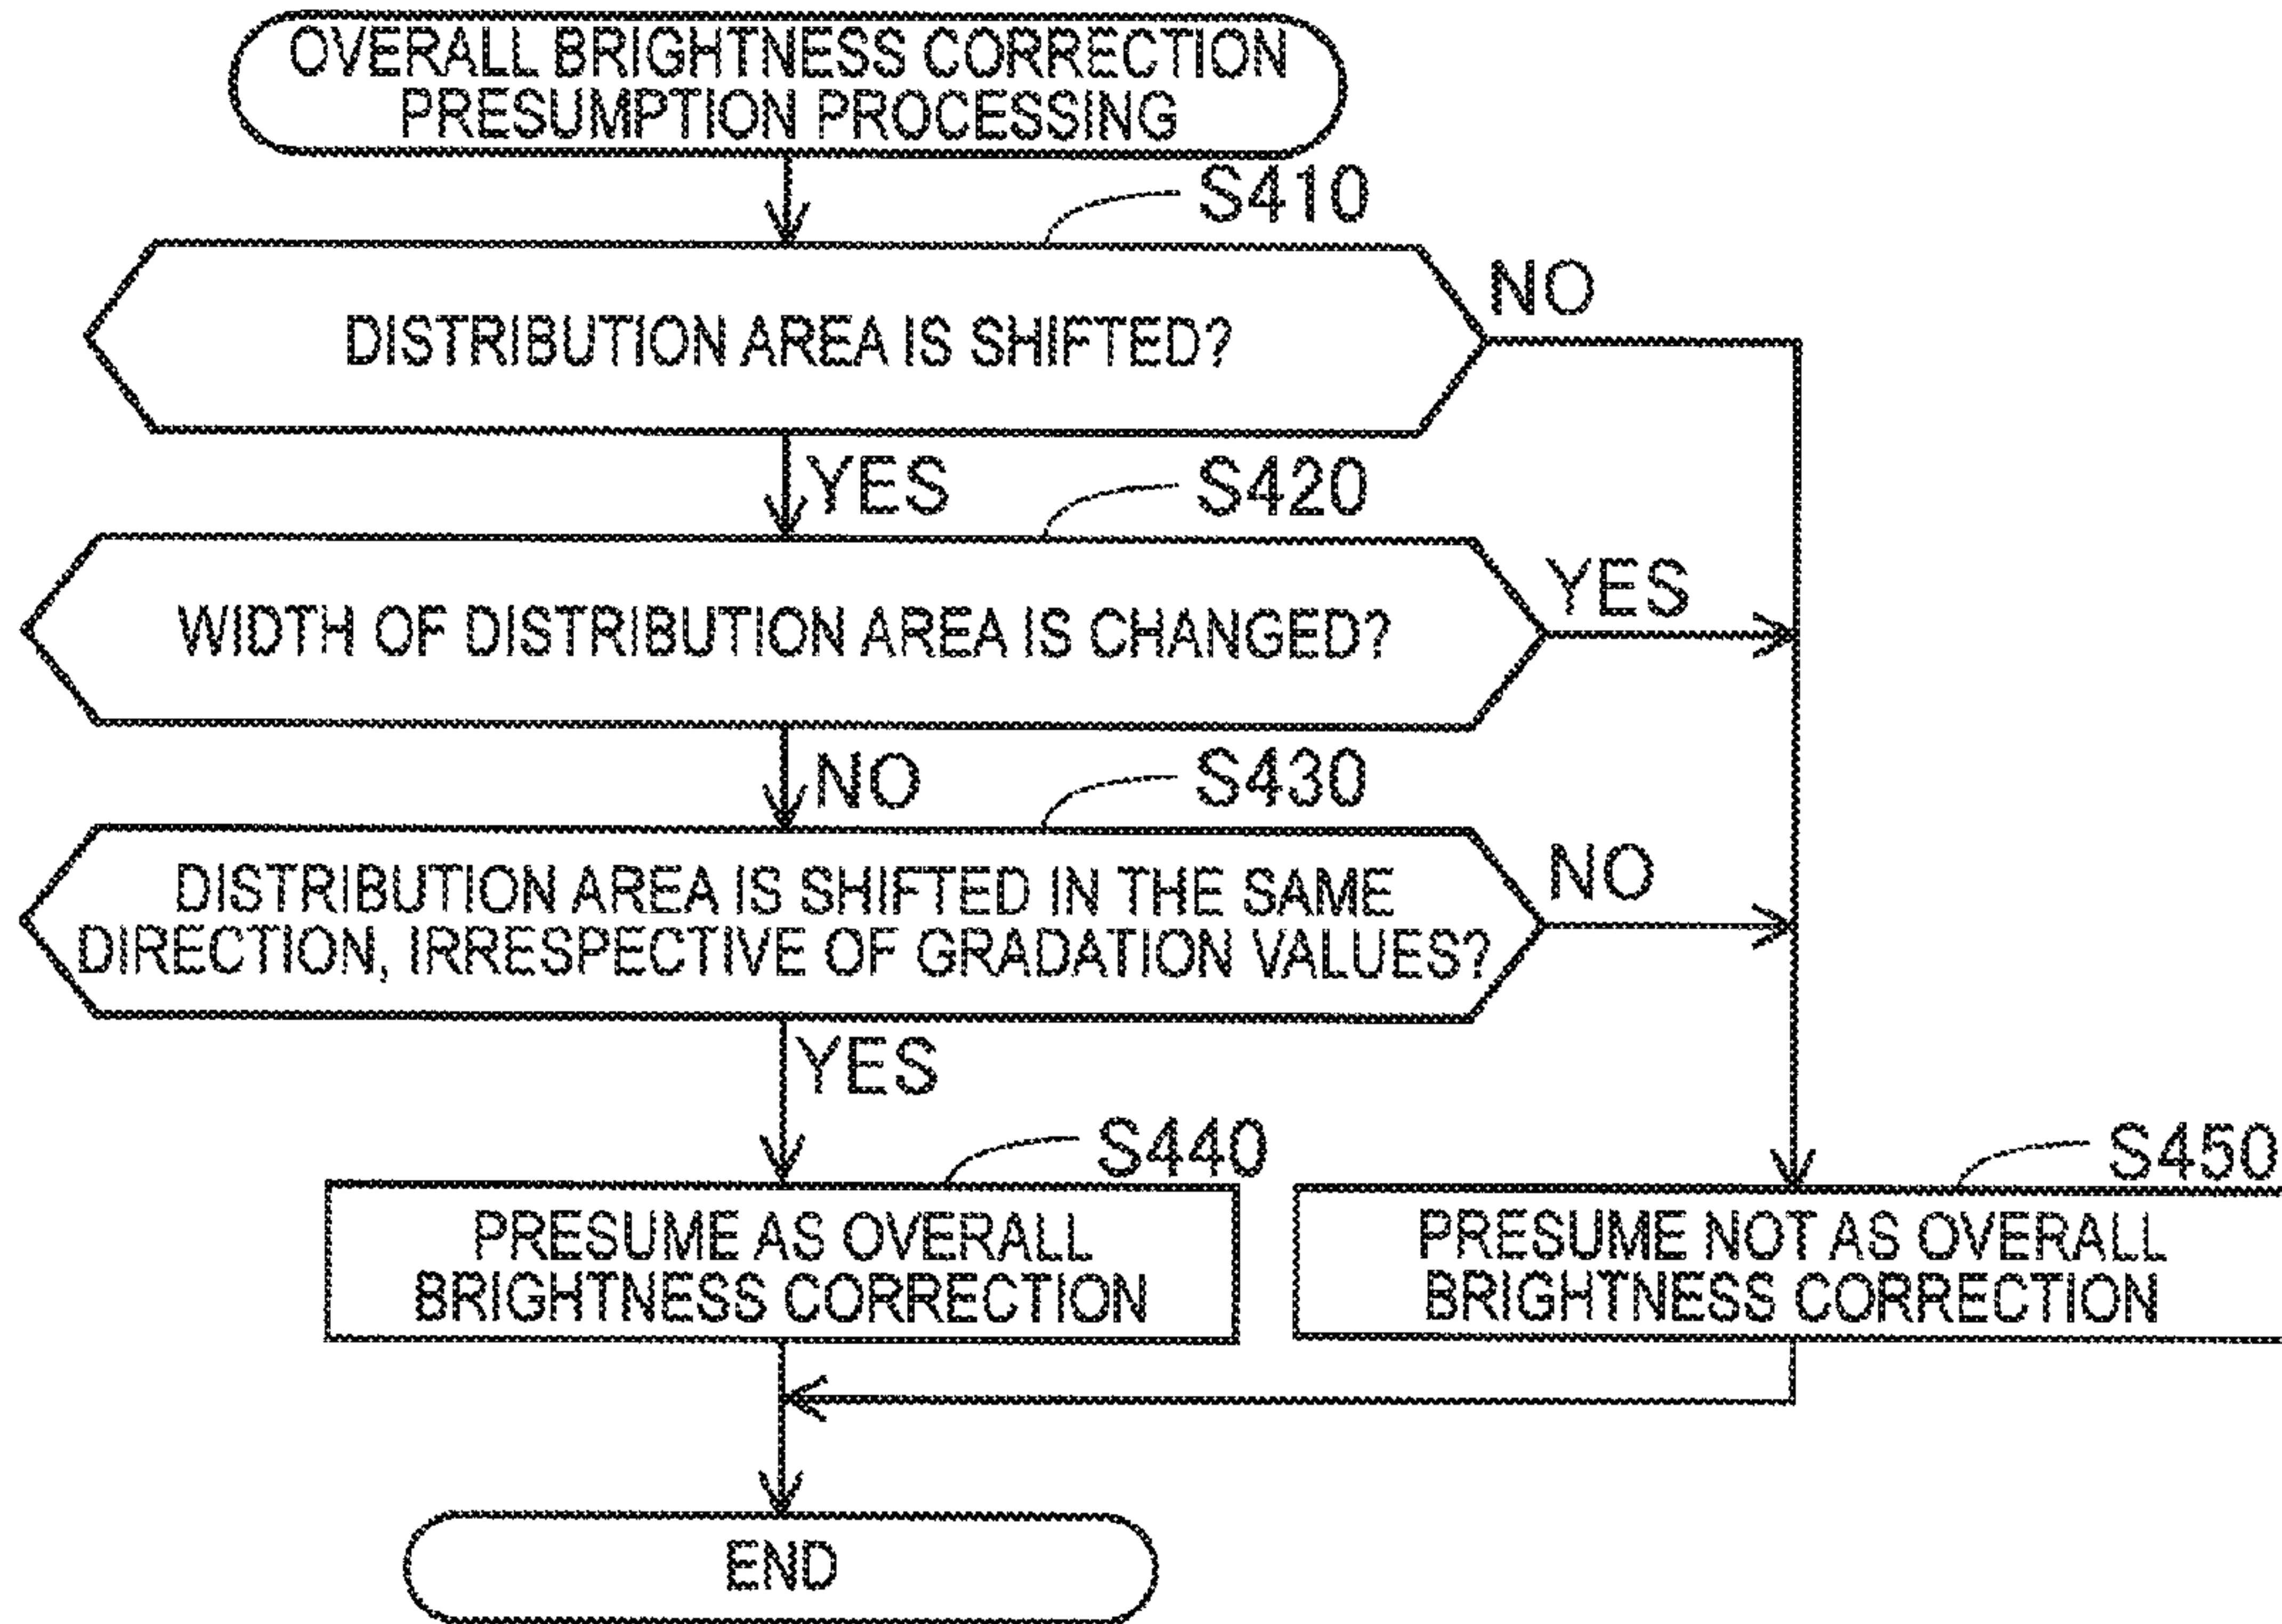 OVERALL BRIGHTNESS CORRECTION
PRESUMPTION PROCESSING
S410
DISTRIBUTION AREA IS SHIFTED?
NO
YES
S420
WIDTH OF DISTRIBUTION AREA IS CHANGED?
YES
NO
S430
DISTRIBUTION AREA IS SHIFTED IN THE SAME
DIRECTION, IRRESPECTIVE OF GRADATION VALUES?
NO
YES
S440
S450
PRESUME AS OVERALL
BRIGHTNESS CORRECTION
PRESUME NOT AS OVERALL
BRIGHTNESS CORRECTION
END